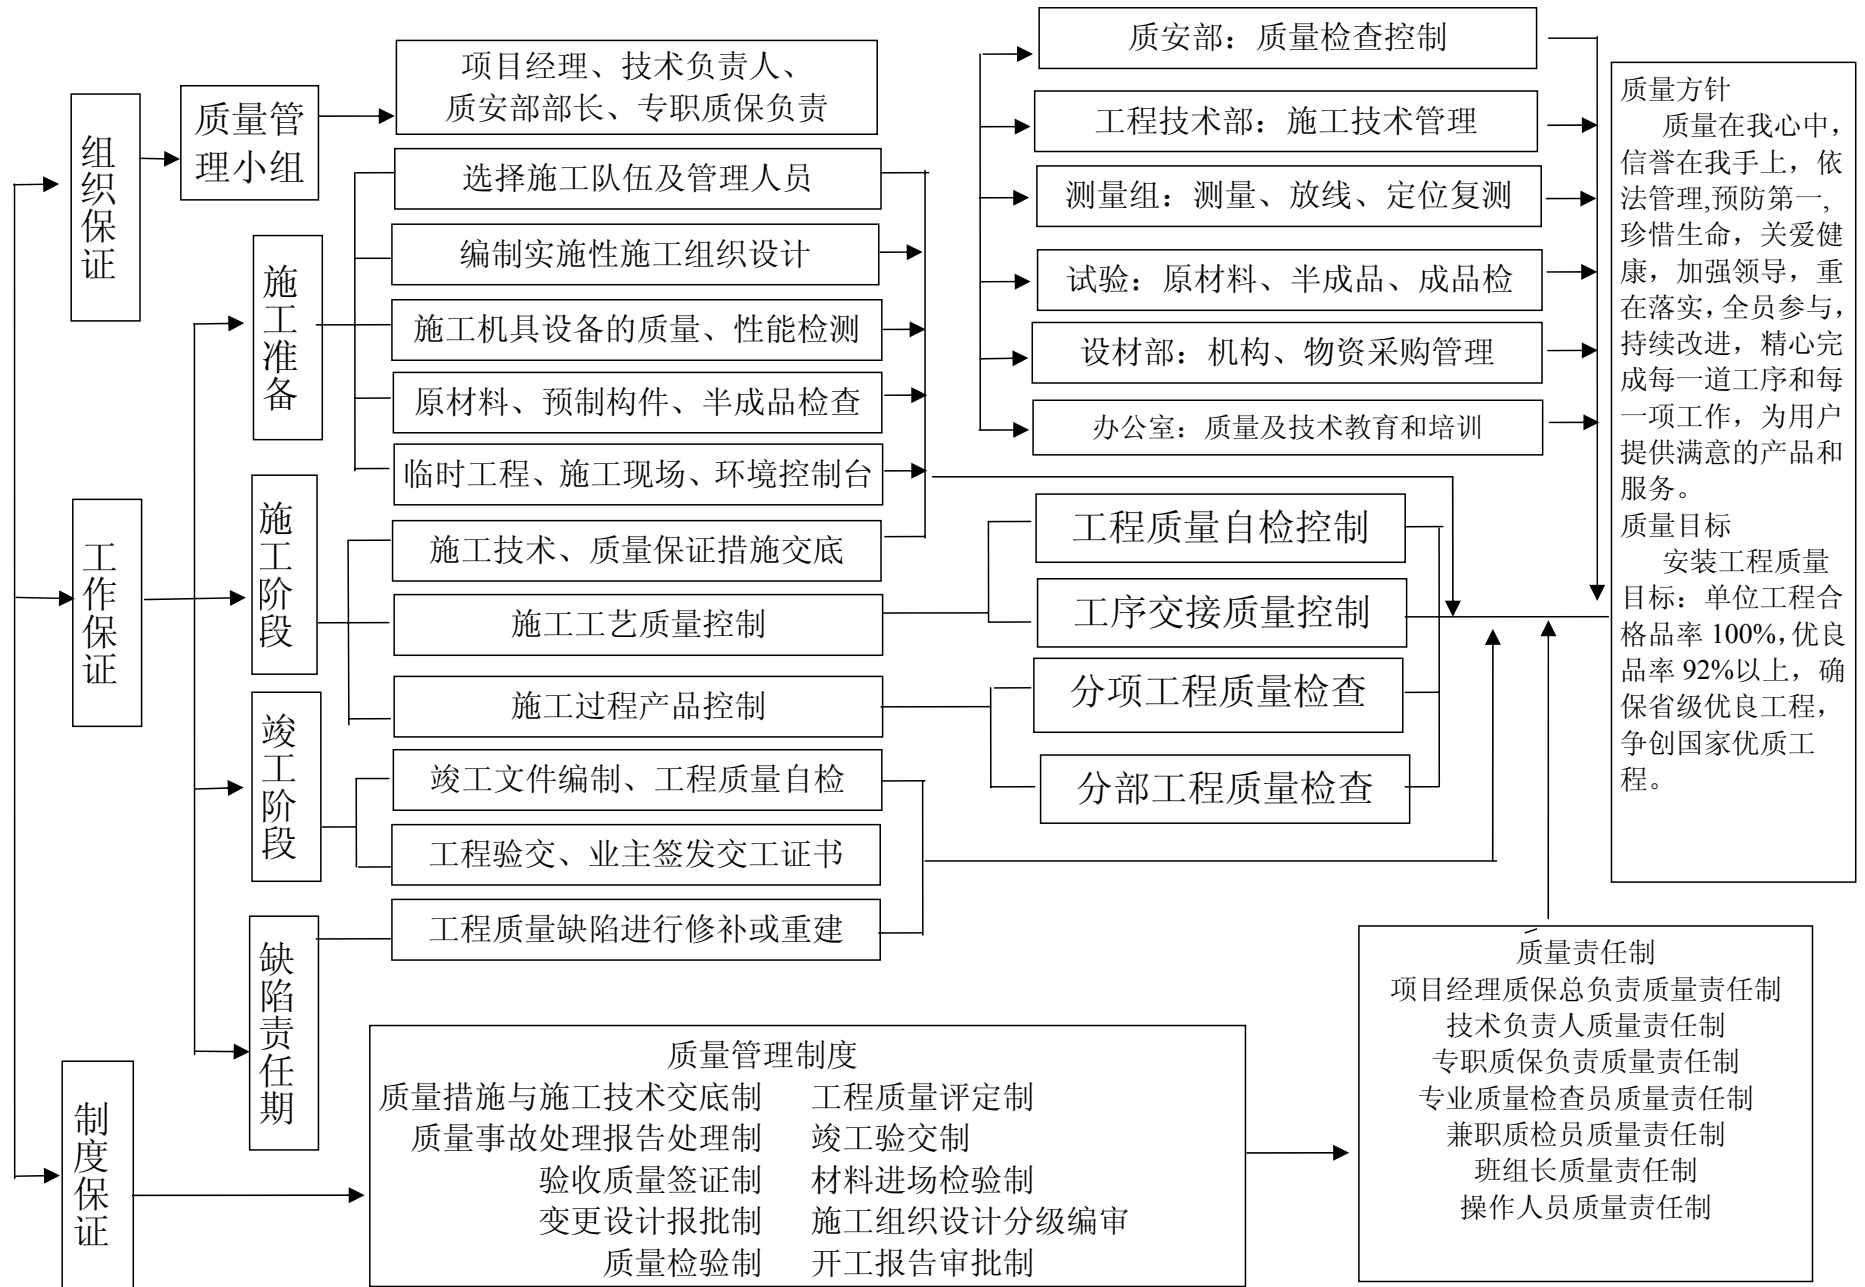 组织保证
质量管
理小组
项目经理、技术负责人、
质安部部长、专职质保负责
工作保证
施工准备
选择施工队伍及管理人员
编制实施性施工组织设计
施工机具设备的质量、性能检测
原材料、预制构件、半成品检查
临时工程、施工现场、环境控制台
施工阶段
施工技术、质量保证措施交底
施工工艺质量控制
施工过程产品控制
竣工阶段
竣工文件编制、工程质量自检
工程验交、业主签发交工证书
缺陷责任期
工程质量缺陷进行修补或重建
质安部：质量检查控制
工程技术部：施工技术管理
测量组：测量、放线、定位复测
试验：原材料、半成品、成品检
设材部：机构、物资采购管理
办公室：质量及技术教育和培训
工程质量自检控制
工序交接质量控制
分项工程质量检查
分部工程质量检查
制度保证
质量管理制度
质量措施与施工技术交底制 工程质量评定制
质量事故处理报告处理制 竣工验交制
验收质量签证制 材料进场检验制
变更设计报批制 施工组织设计分级编审
质量检验制 开工报告审批制
质量责任制
项目经理质保总负责质量责任制
技术负责人质量责任制
专职质保负责质量责任制
专业质量检查员质量责任制
兼职质检员质量责任制
班组长质量责任制
操作人员质量责任制
质量方针
质量在我心中，
信誉在我手上，依
法管理,预防第一,
珍惜生命，关爱健
康，加强领导，重
在落实，全员参与，
持续改进，精心完
成每一道工序和每
一项工作，为用户
提供满意的产品和
服务。
质量目标
安装工程质量
目标：单位工程合
格品率 100%，优良
品率 92%以上，确
保省级优良工程，
争创国家优质工
程。